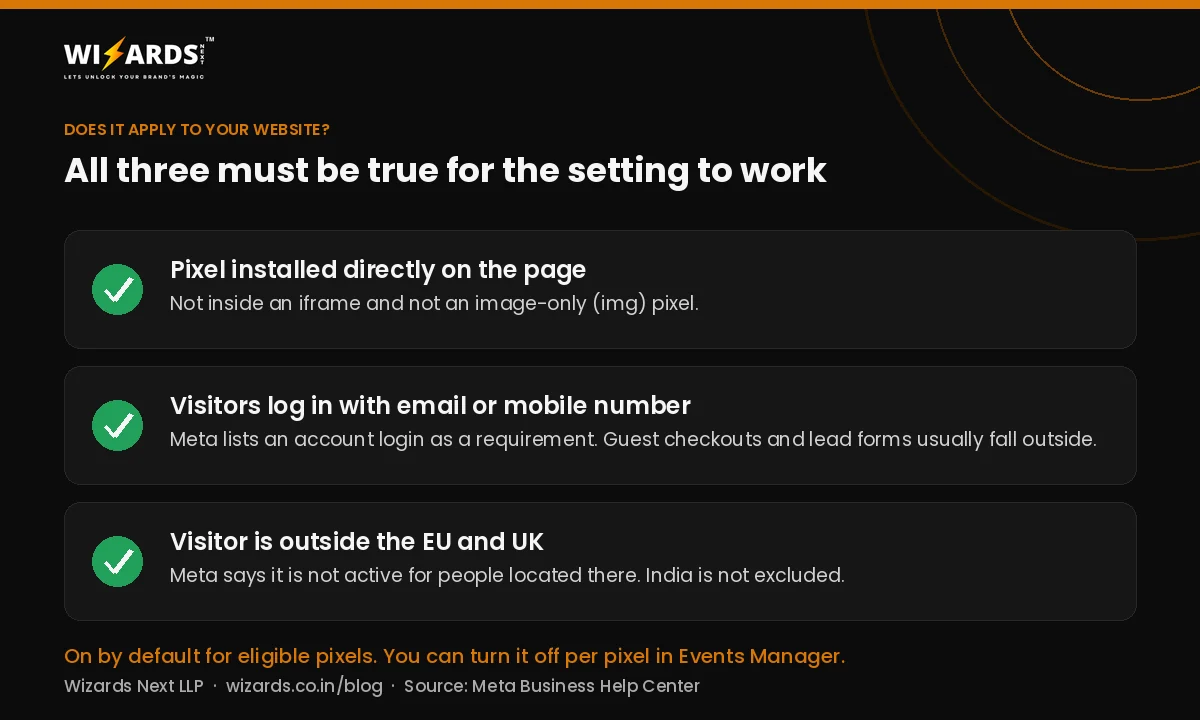 WIZARDS NEXT ™
LETS UNLOCK YOUR BRAND'S MAGIC
DOES IT APPLY TO YOUR WEBSITE?
All three must be true for the setting to work
Pixel installed directly on the page
Not inside an iframe and not an image-only (img) pixel.
Visitors log in with email or mobile number
Meta lists an account login as a requirement. Guest checkouts and lead forms usually fall outside.
Visitor is outside the EU and UK
Meta says it is not active for people located there. India is not excluded.
On by default for eligible pixels. You can turn it off per pixel in Events Manager.
Wizards Next LLP · wizards.co.in/blog · Source: Meta Business Help Center